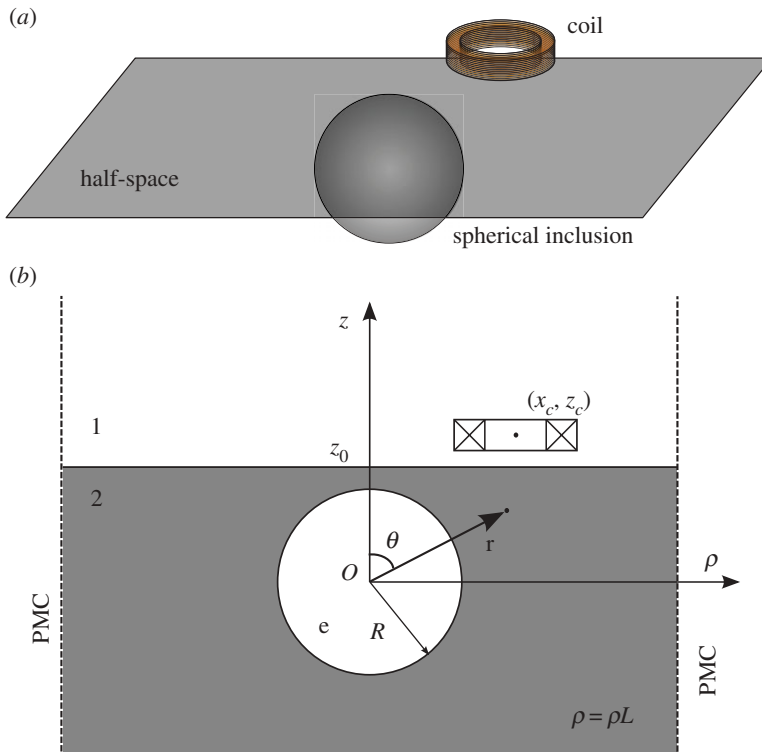 (a)
coil
half-space
spherical inclusion
(b)
z
(x_c, z_c)
1
z_0
2
θ
r
O
ρ
e
R
PMC
PMC
ρ = ρL